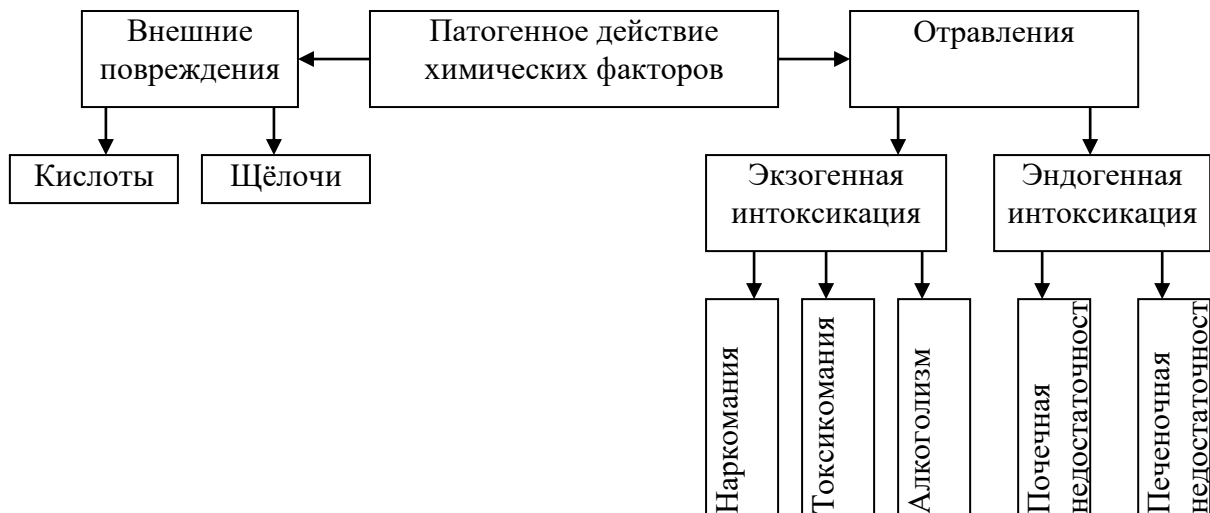 Внешние
повреждения
Патогенное действие
химических факторов
Отравления
Кислоты
Щёлочи
Экзогенная
интоксикация
Эндогенная
интоксикация
Наркомания
Токсикомания
Алкоголизм
Почечная
недостаточност
Печеночная
недостаточност